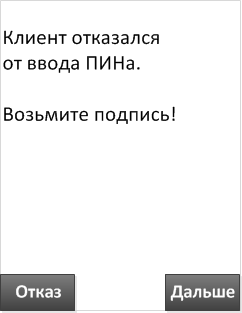 Клиент отказался
от ввода ПИНа.
Возьмите подпись!
Отказ
Дальше